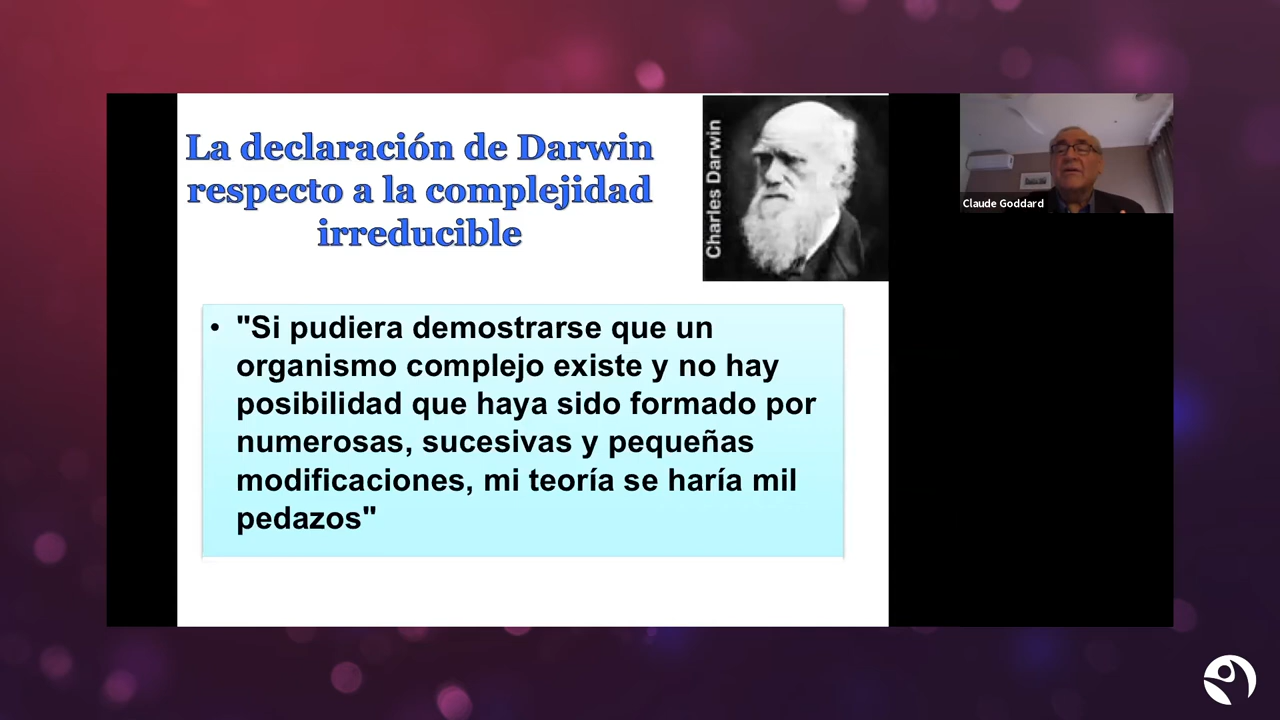 La declaración de Darwin
respecto a la complejidad
irreducible
Charles Darwin
Claude Goddard
• "Si pudiera demostrarse que un
organismo complejo existe y no hay
posibilidad que haya sido formado por
numerosas, sucesivas y pequeñas
modificaciones, mi teoría se haría mil
pedazos"